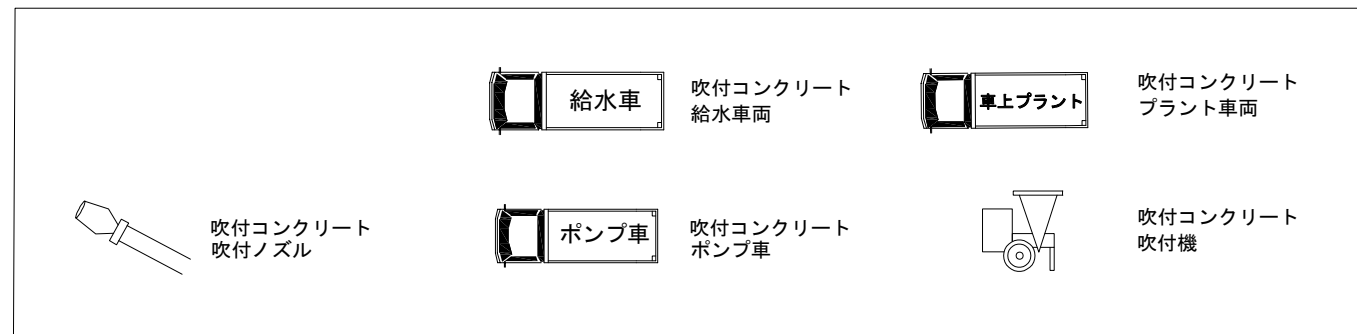 給水車
吹付コンクリート
給水車両
車上プラント
吹付コンクリート
プラント車両
吹付コンクリート
吹付ノズル
ポンプ車
吹付コンクリート
ポンプ車
吹付コンクリート
吹付機